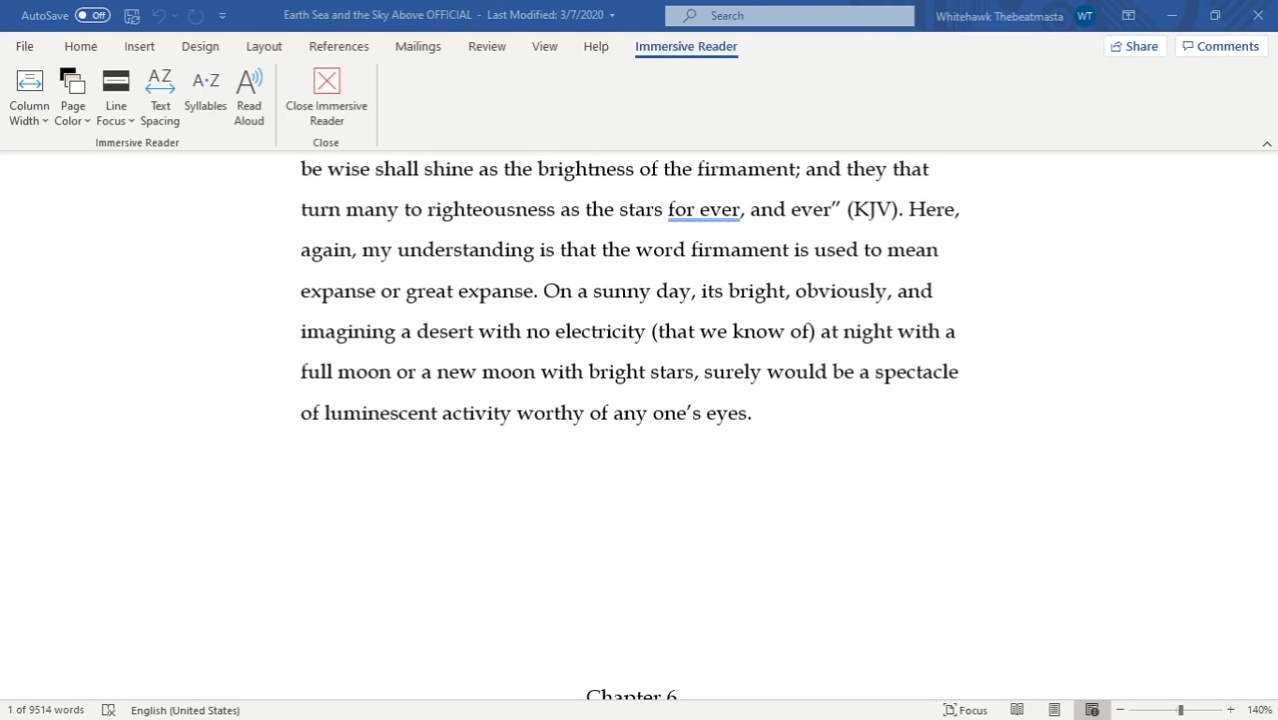 AutoSave Off Earth Sea and the Sky Above OFFICIAL - Last Modified: 3/7/2020 Search Whitehawk Thebeatmasta WT
File Home Insert Design Layout References Mailings Review View Help Immersive Reader Share Comments
Column Width Page Color Line Focus Text Spacing Syllables Read Aloud Close Immersive Reader
Immersive Reader Close
be wise shall shine as the brightness of the firmament; and they that
turn many to righteousness as the stars for ever, and ever” (KJV). Here,
again, my understanding is that the word firmament is used to mean
expanse or great expanse. On a sunny day, its bright, obviously, and
imagining a desert with no electricity (that we know of) at night with a
full moon or a new moon with bright stars, surely would be a spectacle
of luminescent activity worthy of any one’s eyes.
Chapter 6
1 of 9514 words English (United States) Focus 140%